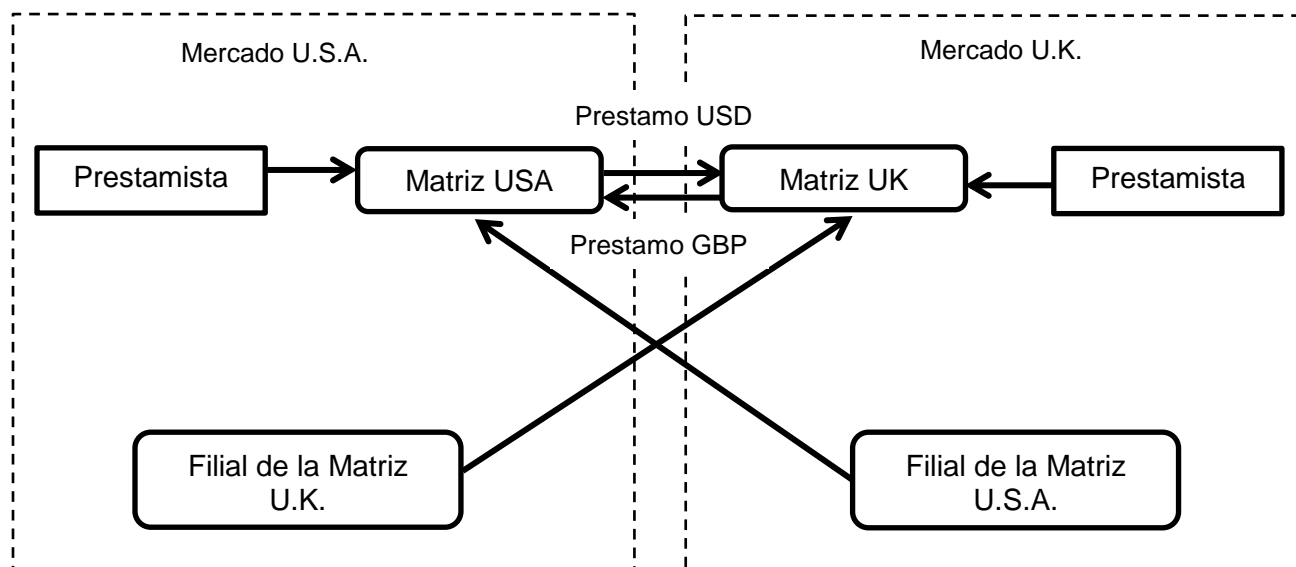 Mercado U.S.A.
Mercado U.K.
Prestamo USD
Prestamista
Matriz USA
Matriz UK
Prestamista
Prestamo GBP
Filial de la Matriz
U.K.
Filial de la Matriz
U.S.A.